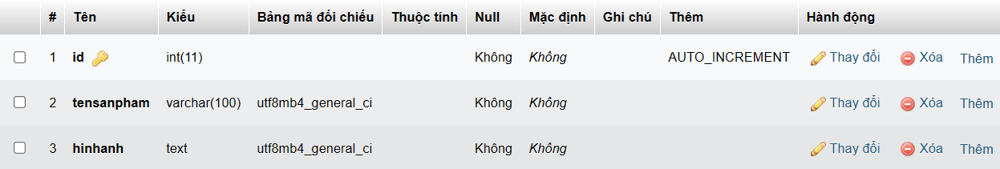 # Tên Kiểu Bảng mã đối chiếu Thuộc tính Null Mặc định Ghi chú Thêm Hành động
1 id int(11) Không Không AUTO_INCREMENT Thay đổi Xóa Thêm
2 tensanpham varchar(100) utf8mb4_general_ci Không Không Thay đổi Xóa Thêm
3 hinhanh text utf8mb4_general_ci Không Không Thay đổi Xóa Thêm